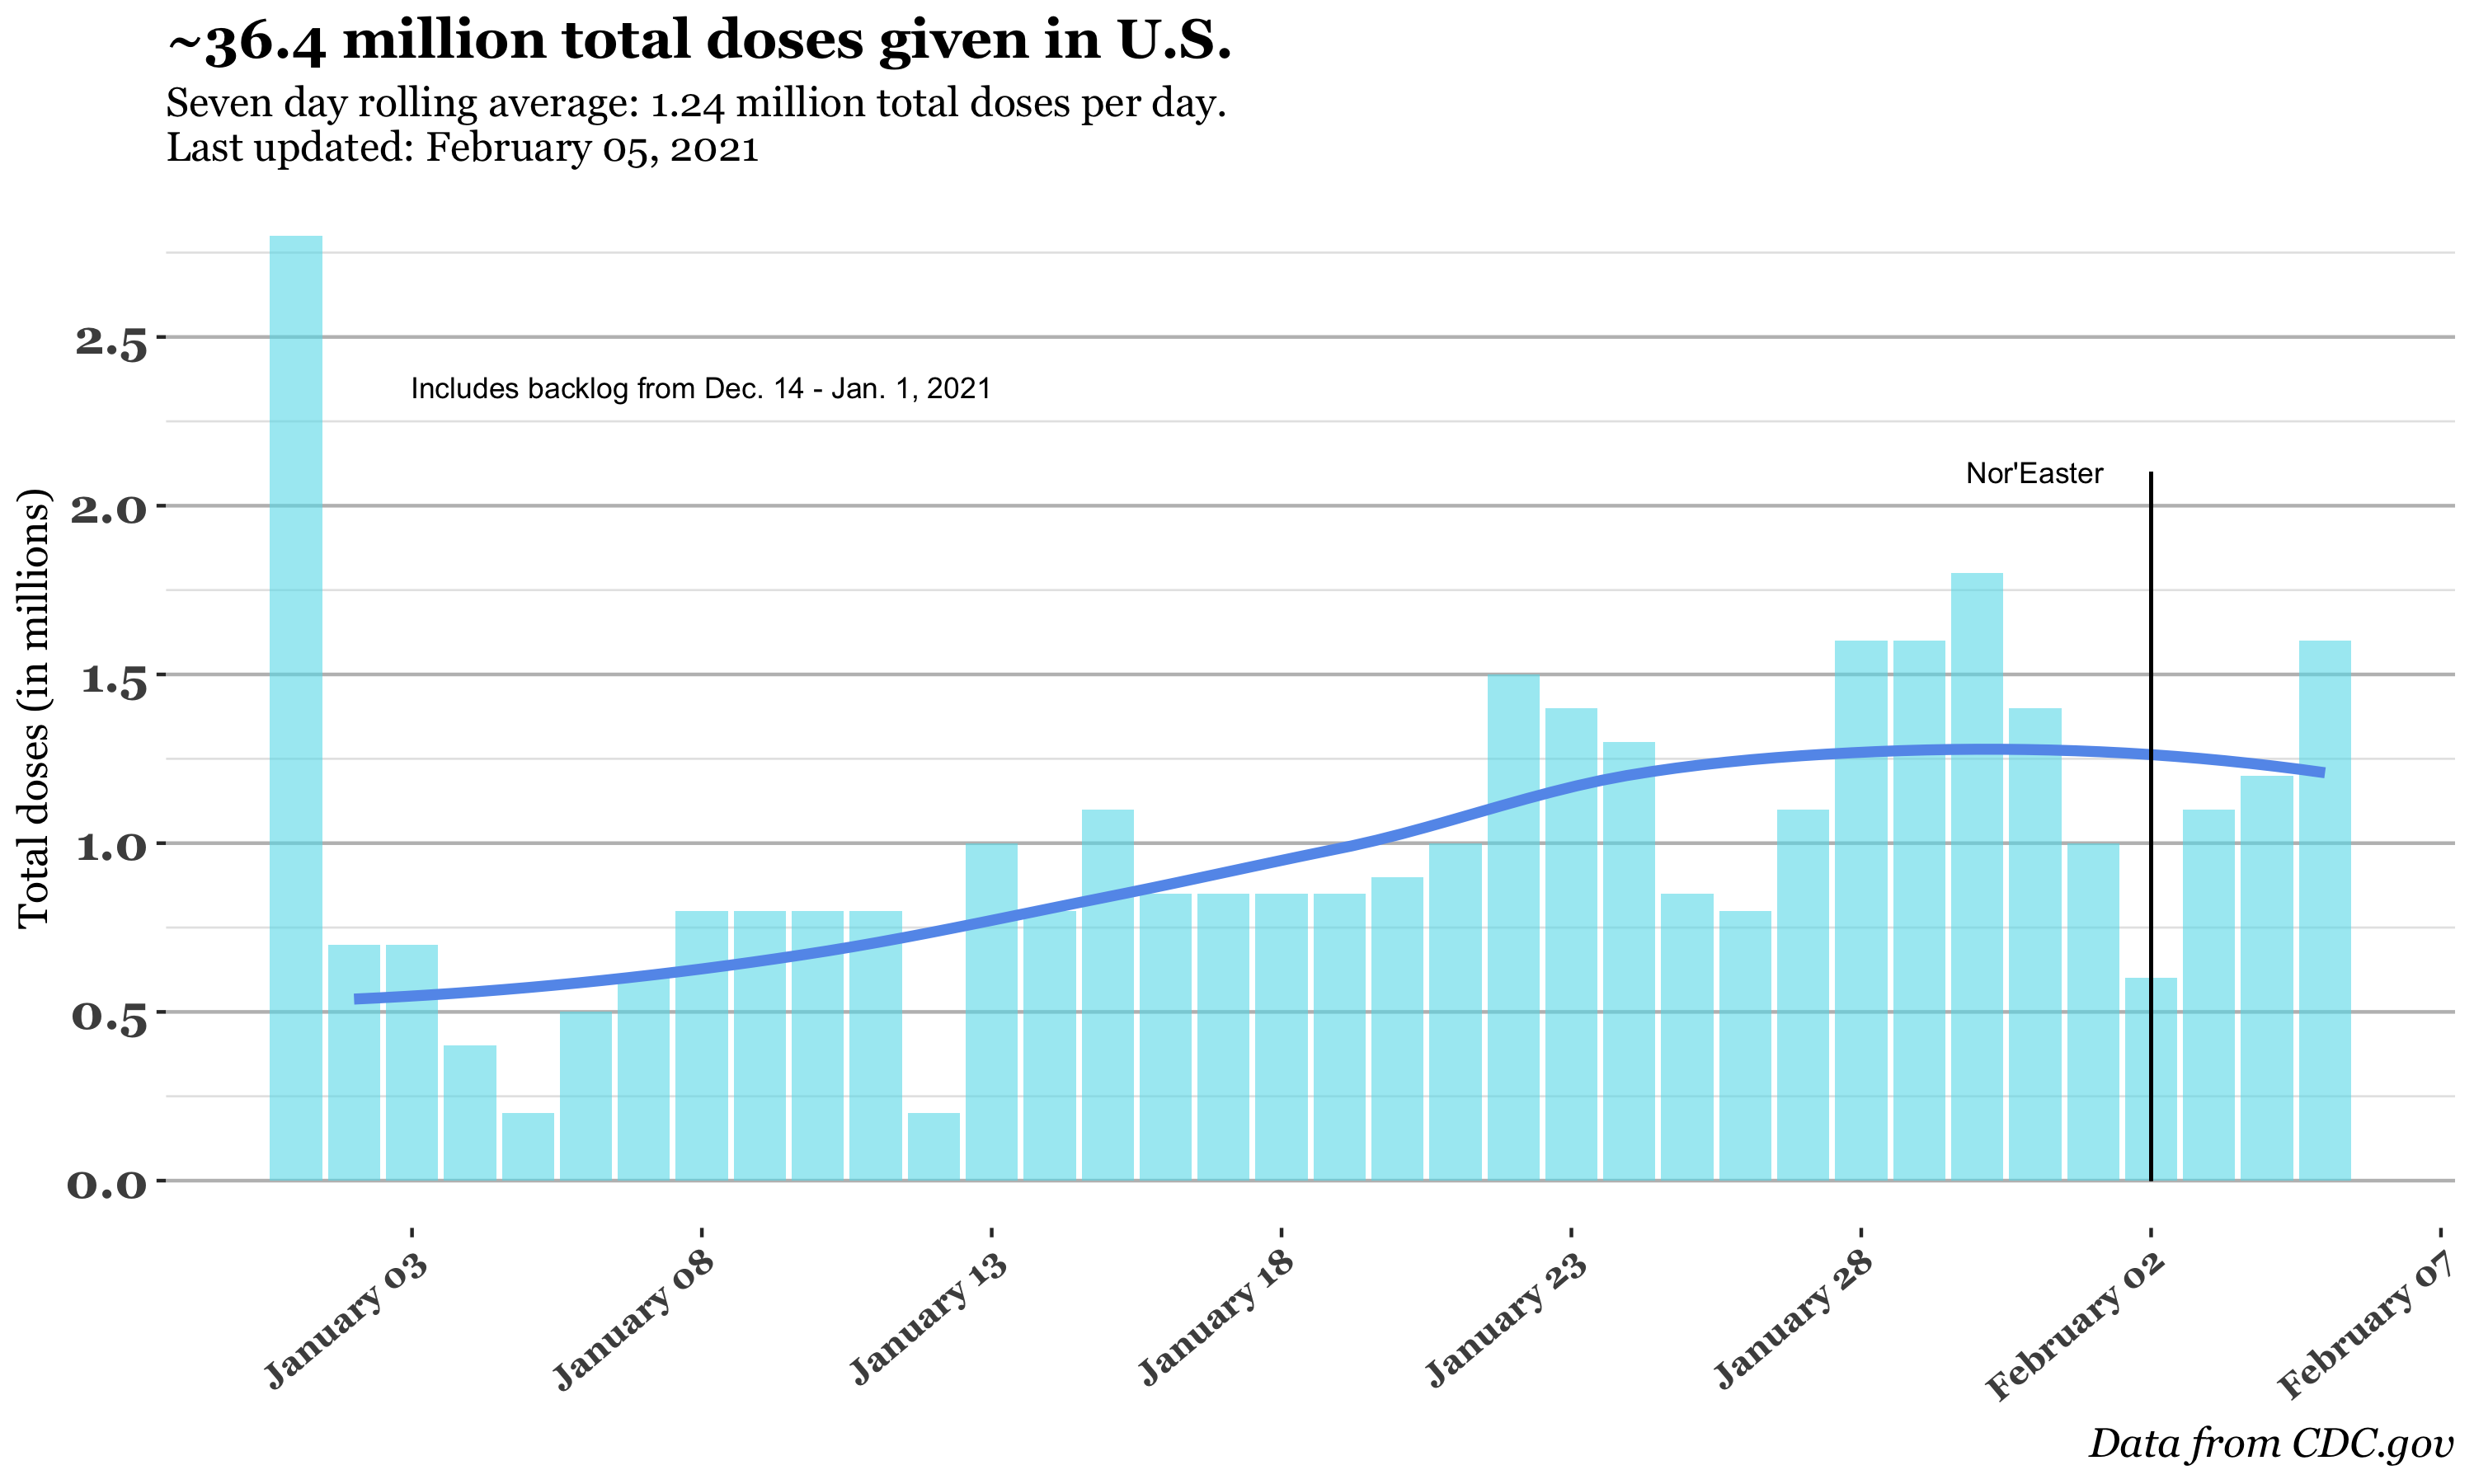 ~36.4 million total doses given in U.S.
Seven day rolling average: 1.24 million total doses per day.
Last updated: February 05, 2021
Total doses (in millions)
2.5
2.0
1.5
1.0
0.5
0.0
Includes backlog from Dec. 14 - Jan. 1, 2021
Nor'Easter
January 03
January 08
January 13
January 18
January 23
January 28
February 02
February 07
Data from CDC.gov